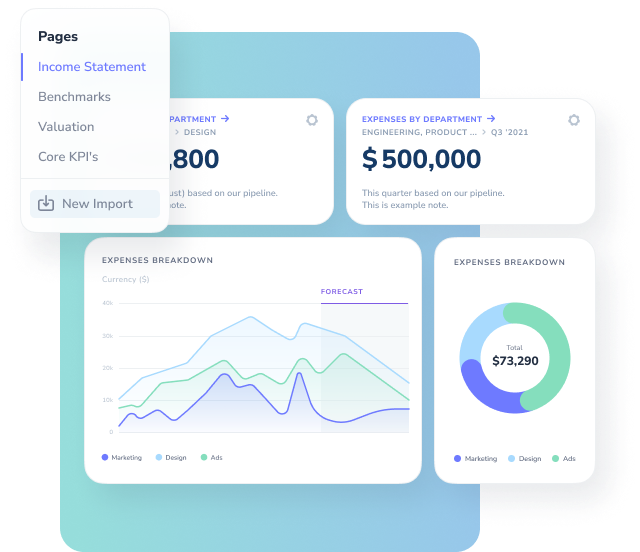 Pages
Income Statement
Benchmarks
Valuation
Core KPI's
New Import
PARTMENT →
> DESIGN
,800
ust) based on our pipeline.
ote.
EXPENSES BY DEPARTMENT →
ENGINEERING, PRODUCT ... > Q3 '2021
$ 500,000
This quarter based on our pipeline.
This is example note.
EXPENSES BREAKDOWN
Currency ($)
FORECAST
40k
30k
20k
10k
0
Marketing Design Ads
EXPENSES BREAKDOWN
Total
$73,290
Marketing Design Ads